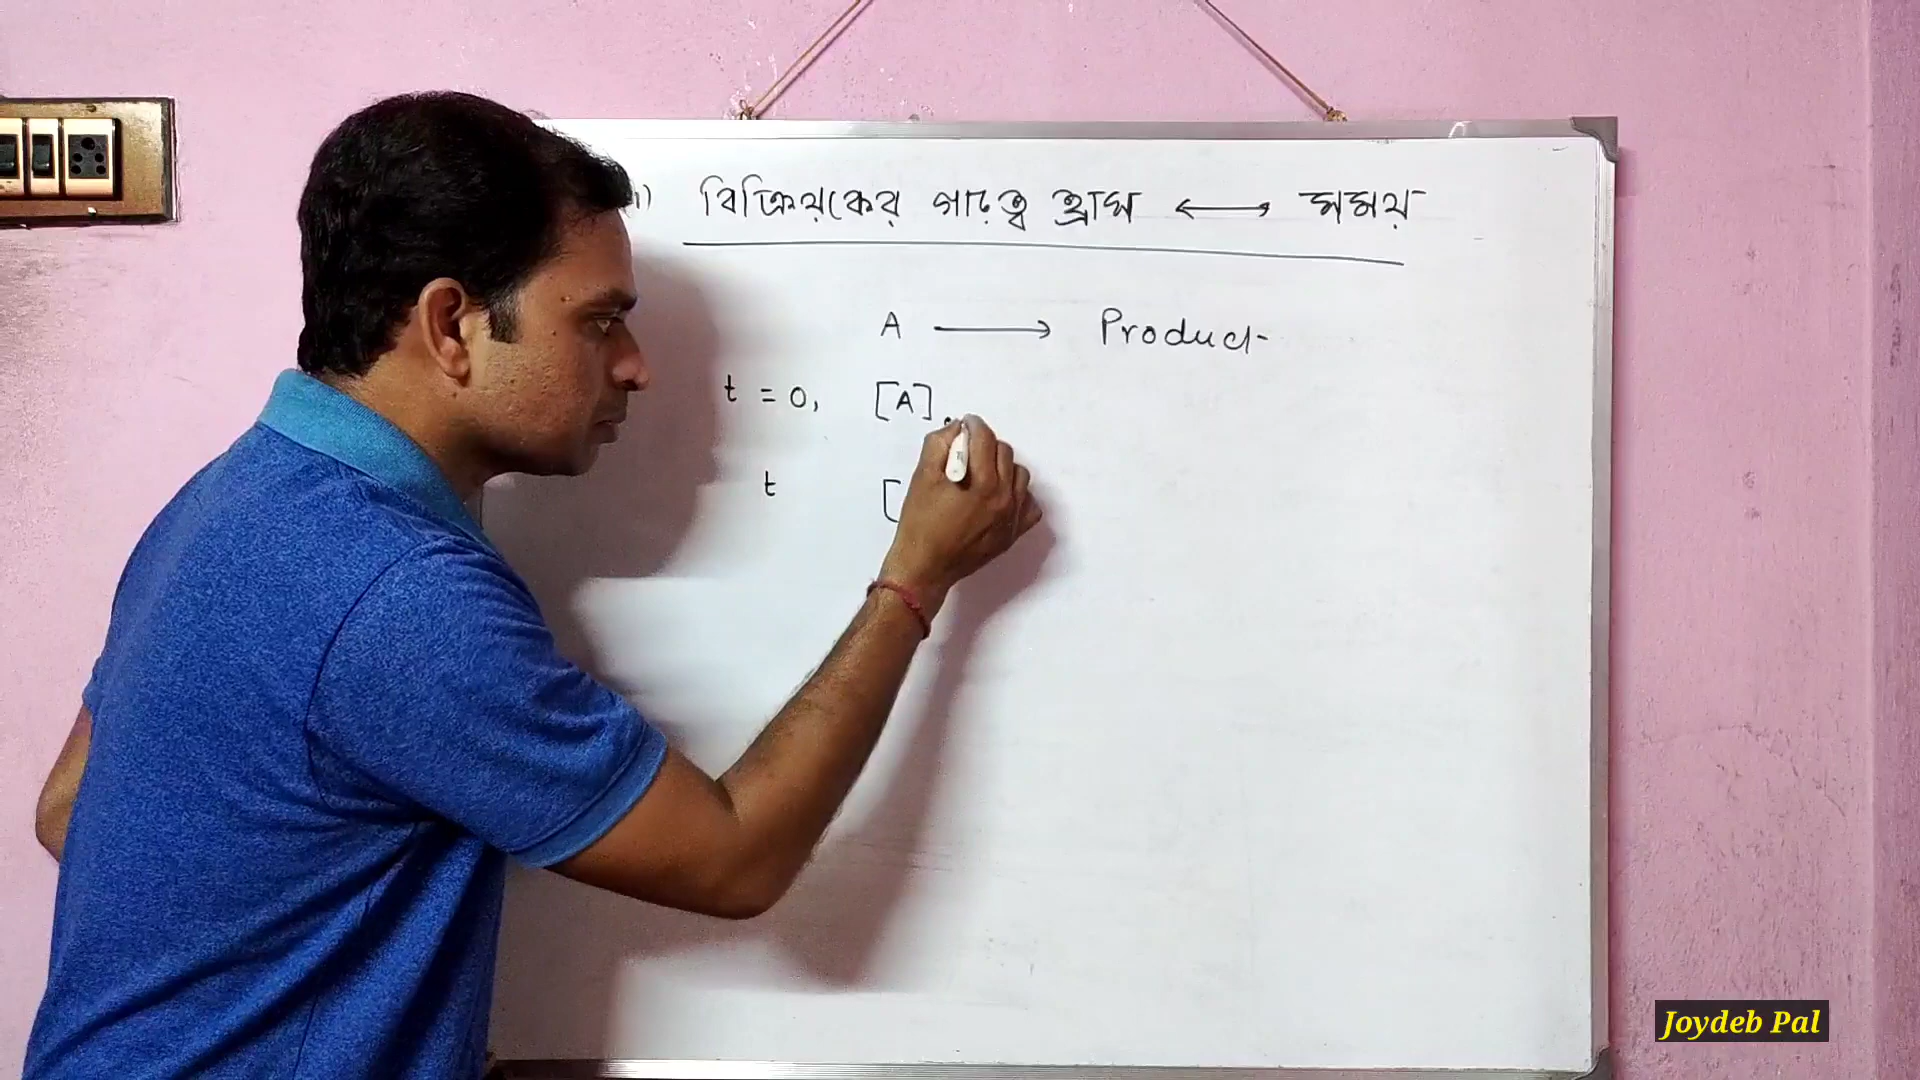 বিক্রিয়কের গাঢ়ত্ব হ্রাস ⟷ সময়
A ⟶ Product
t = 0, [A]
t [
Joydeb Pal